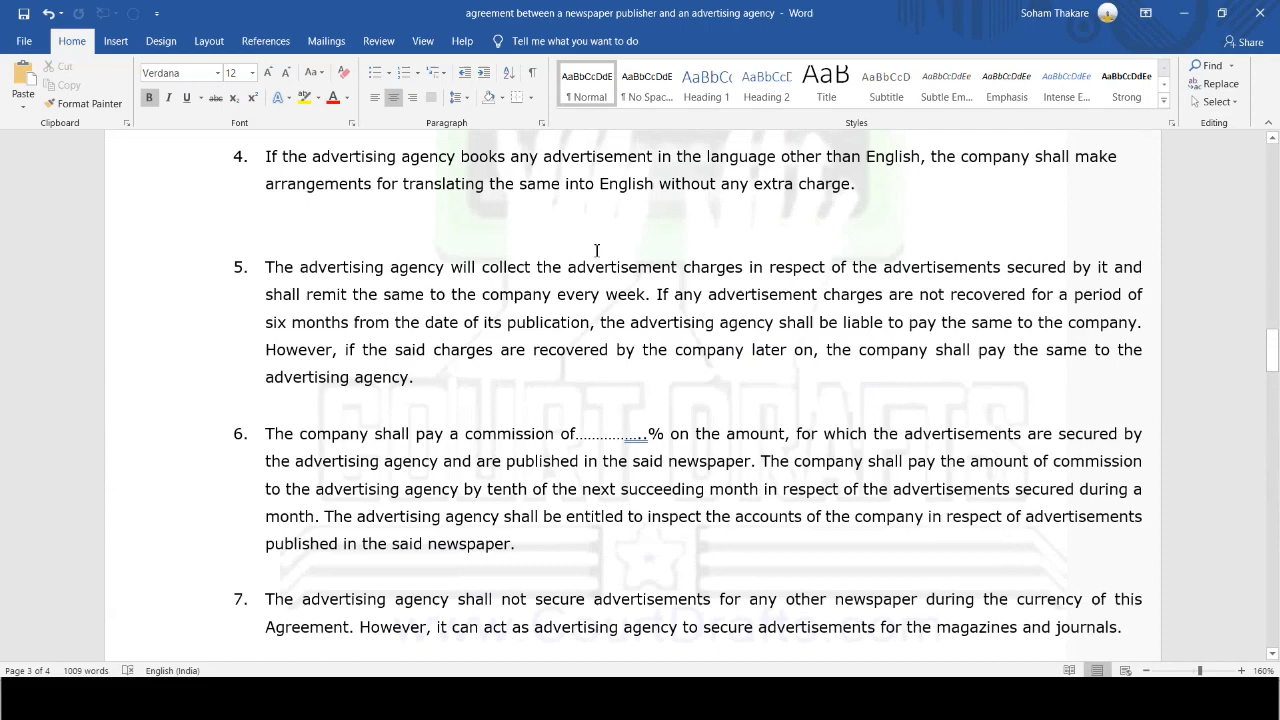 agreement between a newspaper publisher and an advertising agency - Word
Soham Thakare
File Home Insert Design Layout References Mailings Review View Help Tell me what you want to do
Share
Paste
Cut
Copy
Format Painter
Verdana 12
AaBbCcDdE AaBbCcDdE AaBbCc AaBbCcE AaB AaBbCcD AaBbCcDdEe AaBbCcDdEe AaBbCcDdEe AaBbCcDdEe
¶ Normal ¶ No Spac... Heading 1 Heading 2 Title Subtitle Subtle Em... Emphasis Intense E... Strong
Find
Replace
Select
Clipboard Font Paragraph Styles Editing
4. If the advertising agency books any advertisement in the language other than English, the company shall make
arrangements for translating the same into English without any extra charge.
5. The advertising agency will collect the advertisement charges in respect of the advertisements secured by it and
shall remit the same to the company every week. If any advertisement charges are not recovered for a period of
six months from the date of its publication, the advertising agency shall be liable to pay the same to the company.
However, if the said charges are recovered by the company later on, the company shall pay the same to the
advertising agency.
6. The company shall pay a commission of……………..% on the amount, for which the advertisements are secured by
the advertising agency and are published in the said newspaper. The company shall pay the amount of commission
to the advertising agency by tenth of the next succeeding month in respect of the advertisements secured during a
month. The advertising agency shall be entitled to inspect the accounts of the company in respect of advertisements
published in the said newspaper.
7. The advertising agency shall not secure advertisements for any other newspaper during the currency of this
Agreement. However, it can act as advertising agency to secure advertisements for the magazines and journals.
COURT DRAFTS
www.CourtDrafts.com
Page 3 of 4 1009 words English (India)
160%